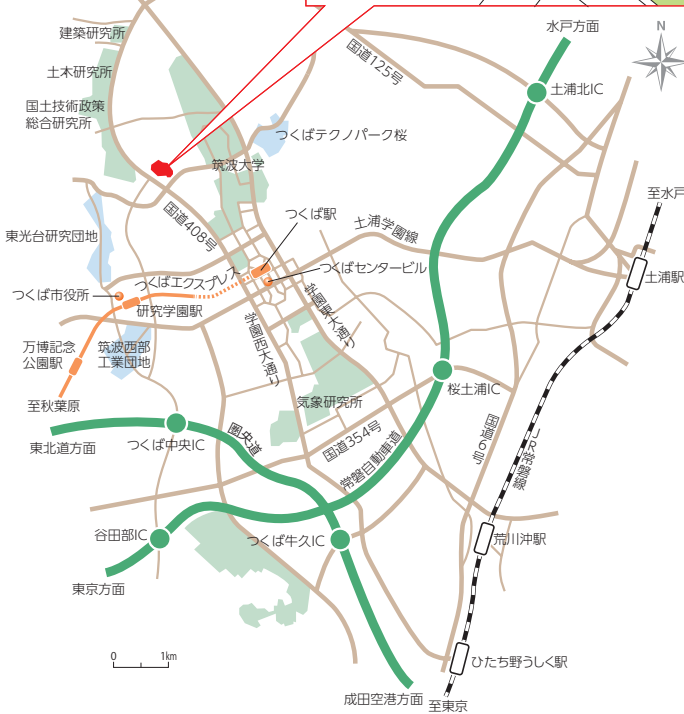 N
建築研究所
水戸方面
国道125号
土木研究所
土浦北IC
国土技術政策
総合研究所
つくばテクノパーク桜
筑波大学
至水戸
国道408号
つくば駅
土浦学園線
東光台研究団地
つくばエクスプレス
つくばセンタービル
土浦駅
つくば市役所
研究学園駅
学園東大通り
学園西大通り
万博記念
公園駅
筑波西部
工業団地
桜土浦IC
気象研究所
至秋葉原
国道6号
JR常磐線
東北道方面
つくば中央IC
圏央道
国道354号
常磐自動車道
谷田部IC
つくば牛久IC
荒川沖駅
東京方面
0 1km
ひたち野うしく駅
成田空港方面
至東京